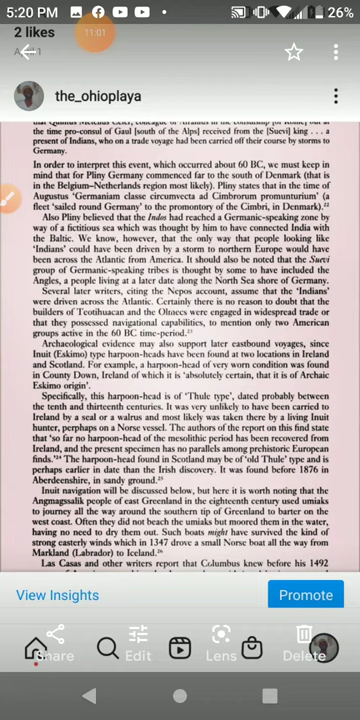 5:20 PM
26%
11:01
2 likes
the_ohioplaya
the time pro-consul of Gaul [south of the Alps] received from the [Suevi] king . . . a
present of Indians, who on a trade voyage had been carried off their course by storms to
Germany.
In order to interpret this event, which occurred about 60 BC, we must keep in
mind that for Pliny Germany commenced far to the south of Denmark (that is
in the Belgium–Netherlands region most likely). Pliny states that in the time of
Augustus 'Germaniam classe circumvecta ad Cimbrorum promunturium' (a
fleet 'sailed round Germany' to the promontory of the Cimbri, in Denmark).
Also Pliny believed that the Indos had reached a Germanic-speaking zone by
way of a fictitious sea which was thought by him to have connected India with
the Baltic. We know, however, that the only way that people looking like
'Indians' could have been driven by a storm to northern Europe would have
been across the Atlantic from America. It should also be noted that the Suevi
group of Germanic-speaking tribes is thought by some to have included the
Angles, a people living at a later date along the North Sea shore of Germany.
Several later writers, citing the Nepos account, assume that the 'Indians'
were driven across the Atlantic. Certainly there is no reason to doubt that the
builders of Teotihuacan and the Olmecs were engaged in widespread trade or
that they possessed navigational capabilities, to mention only two American
groups active in the 60 BC time-period.
Archaeological evidence may also support later eastbound voyages, since
Inuit (Eskimo) type harpoon-heads have been found at two locations in Ireland
and Scotland. For example, a harpoon-head of very worn condition was found
in County Down, Ireland of which it is 'absolutely certain, that it is of Archaic
Eskimo origin'.
Specifically, this harpoon-head is of 'Thule type', dated probably between
the tenth and thirteenth centuries. It was very unlikely to have been carried to
Ireland by a seal or a walrus and most likely was taken there by a living Inuit
hunter, perphaps on a Norse vessel. The authors of the report on this find state
that 'so far no harpoon-head of the mesolithic period has been recovered from
Ireland, and the present specimen has no parallels among prehistoric European
finds.'²⁴ The harpoon-head found in Scotland may be of 'old Thule' type and is
perhaps earlier in date than the Irish discovery. It was found before 1876 in
Aberdeenshire, in sandy ground.²⁵
Inuit navigation will be discussed below, but here it is worth noting that the
Angmagssalik people of east Greenland in the eighteenth century used umiaks
to journey all the way around the southern tip of Greenland to barter on the
west coast. Often they did not beach the umiaks but moored them in the water,
having no need to dry them out. Such boats might have survived the kind of
strong easterly winds which in 1347 drove a small Norse boat all the way from
Markland (Labrador) to Iceland.²⁶
Las Casas and other writers report that Columbus knew before his 1492
View Insights
Promote
Share
Edit
Lens
Delete